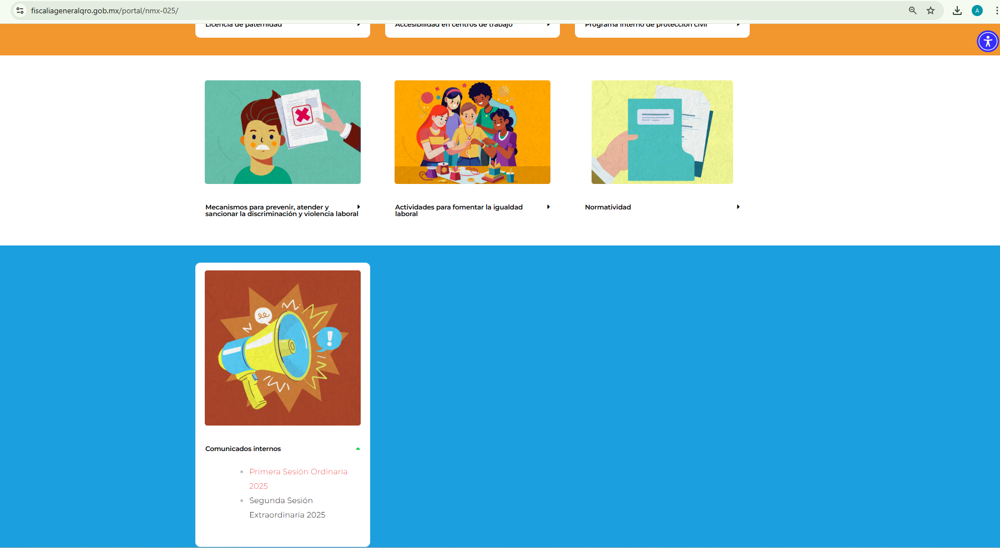 fiscaliageneralqro.gob.mx/portal/nmx-025/
A
Licencia de paternidad
Accesibilidad en centros de trabajo
Programa interno de protección civil
Mecanismos para prevenir, atender y
sancionar la discriminación y violencia laboral
Actividades para fomentar la igualdad
laboral
Normatividad
!
Comunicados internos
Primera Sesión Ordinaria
2025
Segunda Sesión
Extraordinaria 2025